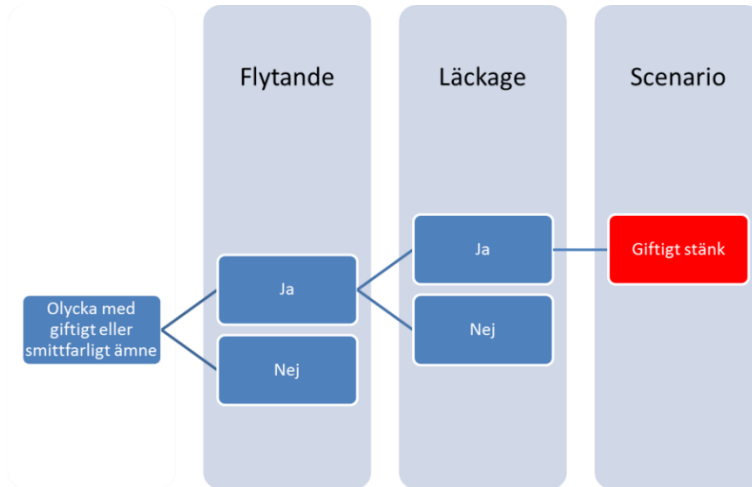 Flytande
Läckage
Scenario
Olycka med
giftigt eller
smittfarligt ämne
Ja
Nej
Ja
Nej
Giftigt stänk